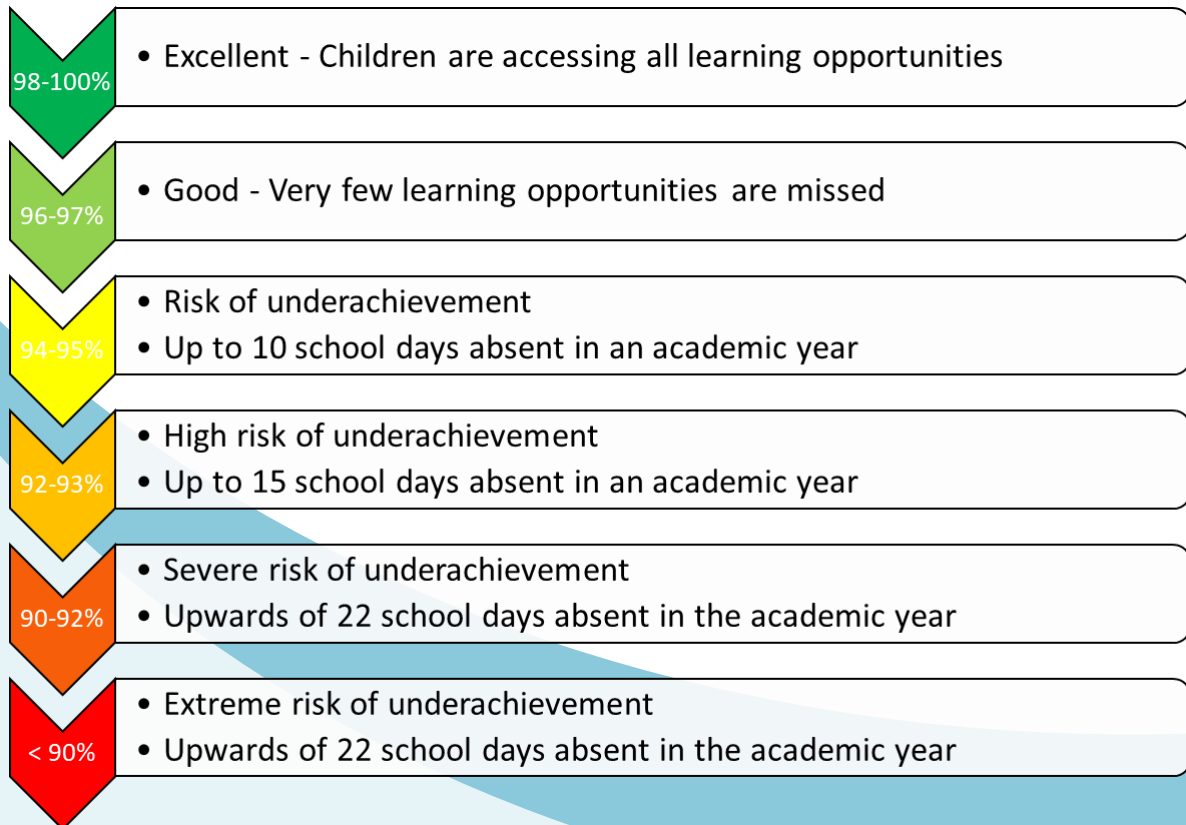 98-100%
• Excellent - Children are accessing all learning opportunities
96-97%
• Good - Very few learning opportunities are missed
94-95%
• Risk of underachievement
• Up to 10 school days absent in an academic year
92-93%
• High risk of underachievement
• Up to 15 school days absent in an academic year
90-92%
• Severe risk of underachievement
• Upwards of 22 school days absent in the academic year
< 90%
• Extreme risk of underachievement
• Upwards of 22 school days absent in the academic year